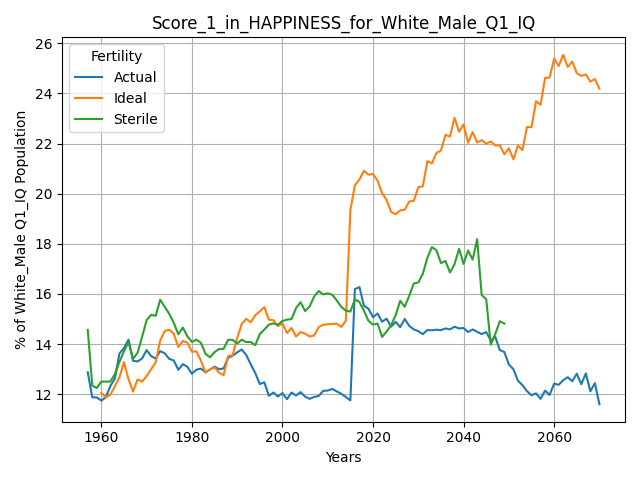 Score_1_in_HAPPINESS_for_White_Male_Q1_IQ
Fertility
Actual
Ideal
Sterile
% of White_Male Q1_IQ Population
26
24
22
20
18
16
14
12
1960
1980
2000
2020
2040
2060
Years